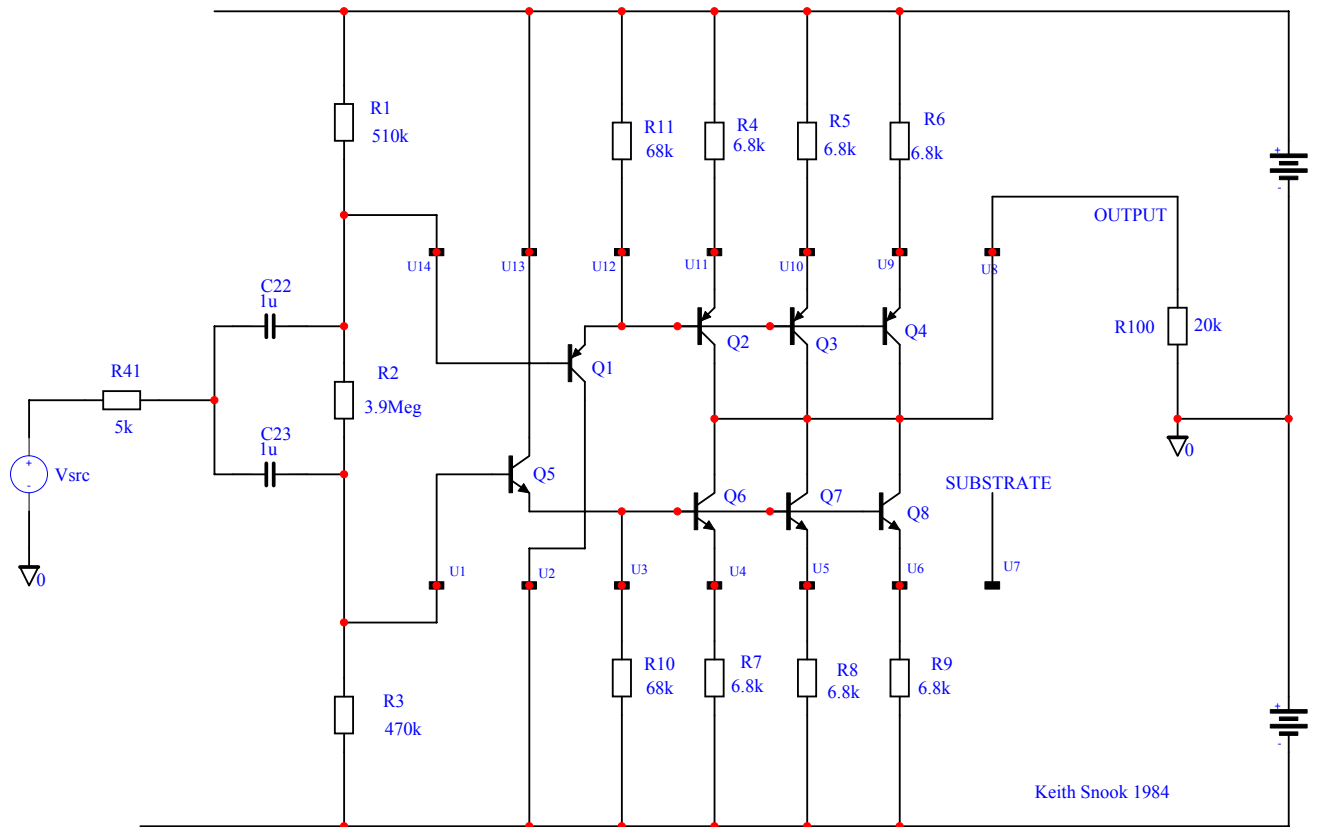 R1
510k
R11
68k
R4
6.8k
R5
6.8k
R6
6.8k
+
-
OUTPUT
U14
U13
U12
U11
U10
U9
U8
C22
1u
R100
20k
Q2
Q3
Q4
Q1
R41
5k
R2
3.9Meg
C23
1u
0
+
-
Vsrc
Q5
Q6
Q7
Q8
SUBSTRATE
0
U1
U2
U3
U4
U5
U6
U7
R3
470k
R10
68k
R7
6.8k
R8
6.8k
R9
6.8k
+
-
Keith Snook 1984